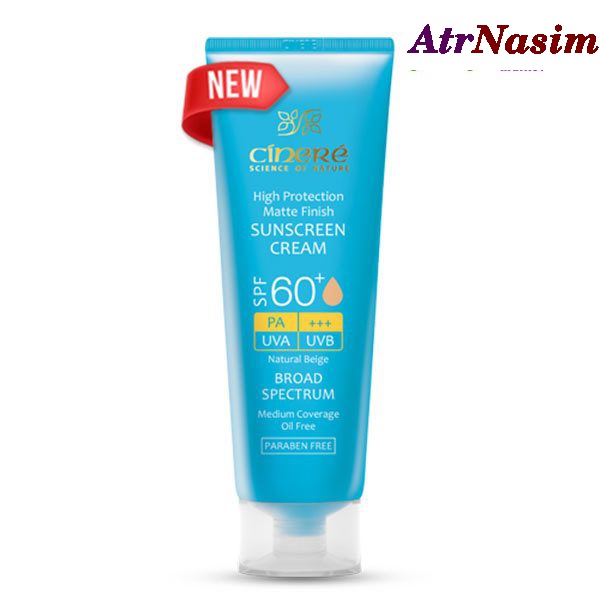 AtrNasim
NEW
cíneré
SCIENCE OF NATURE
High Protection
Matte Finish
SUNSCREEN
CREAM
SPF 60+
PA +++
UVA UVB
Natural Beige
BROAD
SPECTRUM
Medium Coverage
Oil Free
PARABEN FREE